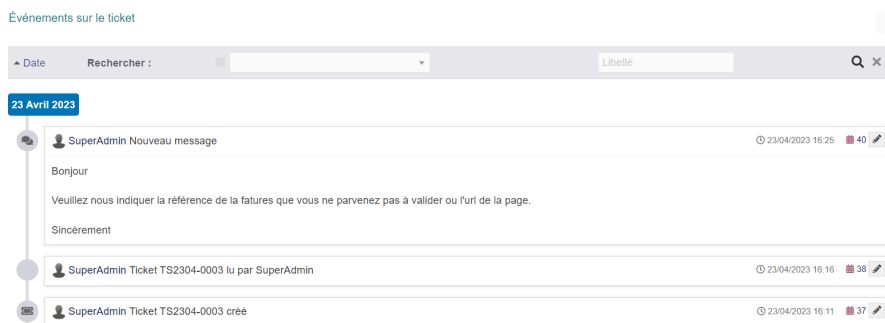 Événements sur le ticket
Date Rechercher : Libellé
23 Avril 2023
SuperAdmin Nouveau message 23/04/2023 16:25 40
Bonjour
Veuillez nous indiquer la référence de la fatures que vous ne parvenez pas à valider ou l'url de la page.
Sincèrement
SuperAdmin Ticket TS2304-0003 lu par SuperAdmin 23/04/2023 16:16 38
SuperAdmin Ticket TS2304-0003 créé 23/04/2023 16:11 37